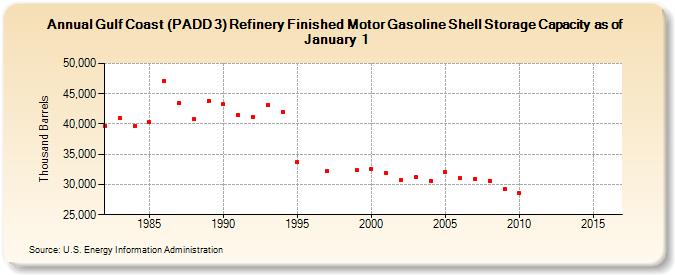 Annual Gulf Coast (PADD 3) Refinery Finished Motor Gasoline Shell Storage Capacity as of
January 1
Thousand Barrels
50,000
45,000
40,000
35,000
30,000
25,000
1985 1990 1995 2000 2005 2010 2015
Source: U.S. Energy Information Administration